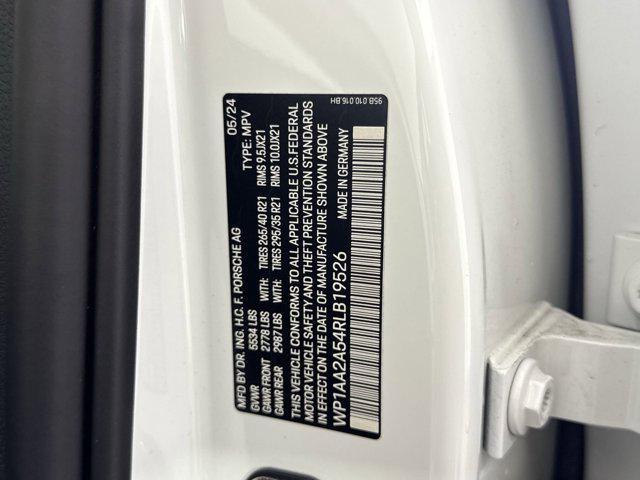 MFD BY DR. ING. H.C. F. PORSCHE AG 05/24
GVWR 5534 LBS TYPE: MPV
GAWR FRONT 2778 LBS WITH: TIRES 265/40 R21 RIMS 9.5JX21
GAWR REAR 2987 LBS WITH: TIRES 295/35 R21 RIMS 10.0JX21
THIS VEHICLE CONFORMS TO ALL APPLICABLE U.S. FEDERAL
MOTOR VEHICLE SAFETY AND THEFT PREVENTION STANDARDS
IN EFFECT ON THE DATE OF MANUFACTURE SHOWN ABOVE
WP1AA2A54RLB19526 MADE IN GERMANY
95B.010.016.BH